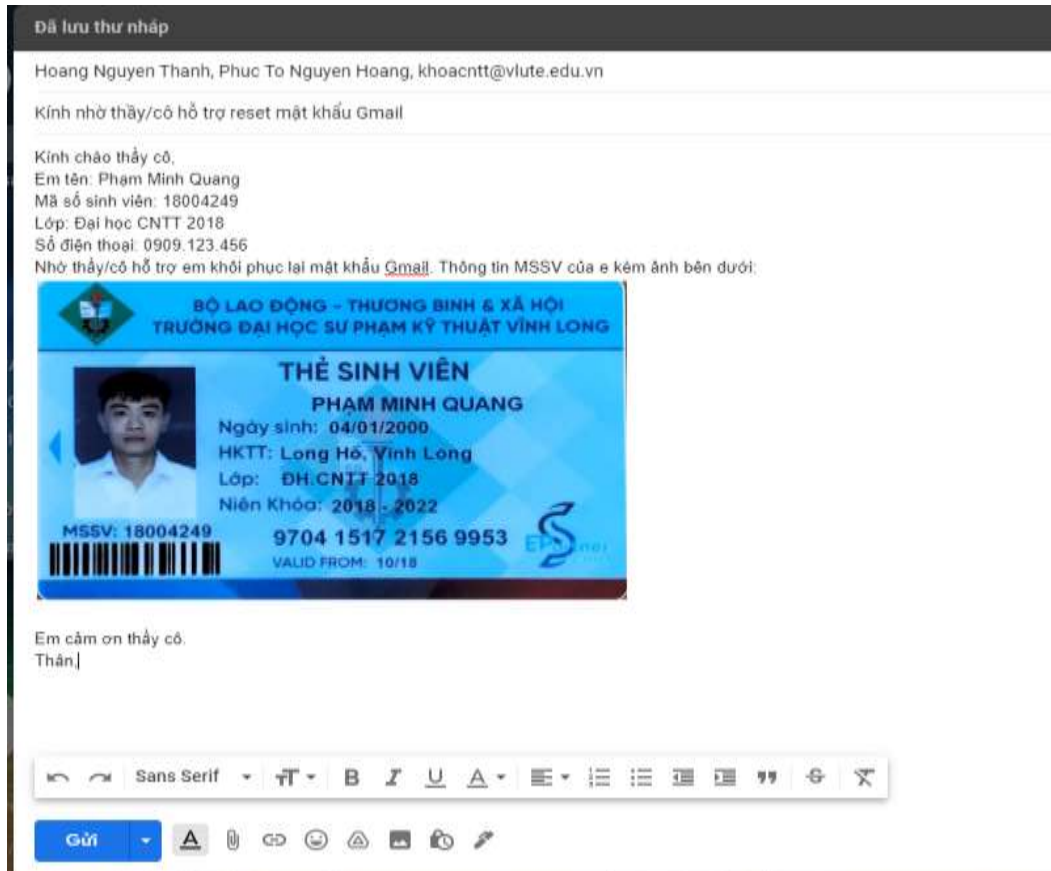 Đã lưu thư nháp
Hoang Nguyen Thanh, Phuc To Nguyen Hoang, khoacntt@vlute.edu.vn
Kính nhờ thầy/cô hỗ trợ reset mật khẩu Gmail
Kính chào thầy cô,
Em tên: Phạm Minh Quang
Mã số sinh viên: 18004249
Lớp: Đại học CNTT 2018
Số điện thoại: 0909.123.456
Nhờ thầy/cô hỗ trợ em khôi phục lại mật khẩu Gmail. Thông tin MSSV của e kèm ảnh bên dưới:
BỘ LAO ĐỘNG - THƯƠNG BINH & XÃ HỘI
TRƯỜNG ĐẠI HỌC SƯ PHẠM KỸ THUẬT VĨNH LONG
THẺ SINH VIÊN
PHẠM MINH QUANG
Ngày sinh: 04/01/2000
HKTT: Long Hồ, Vĩnh Long
Lớp: ĐH.CNTT 2018
Niên Khóa: 2018 - 2022
MSSV: 18004249
9704 1517 2156 9953
VALID FROM: 10/18
Em cảm ơn thầy cô.
Thân,
Sans Serif
Gửi